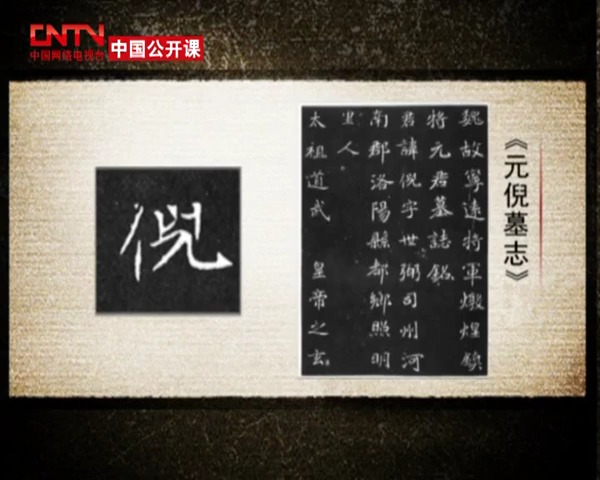 CNTV
中国网络电视台
中国公开课
《元倪墓志》
魏故寧遠將軍燉煌鎮
將元君墓誌銘
君諱倪字世弼司州河
南郡洛陽縣都鄉照明
里人
太祖道武 皇帝之玄
倪